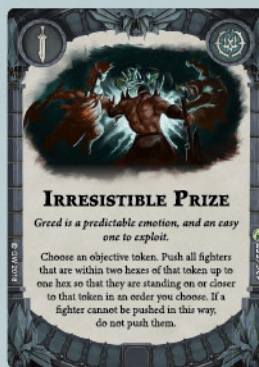 IRRESISTIBLE PRIZE
Greed is a predictable emotion, and an easy
one to exploit.
Choose an objective token. Push all fighters
that are within two hexes of that token up to
one hex so that they are standing on or closer
to that token in an order you choose. If a
fighter cannot be pushed in this way,
do not push them.
© GW 2018